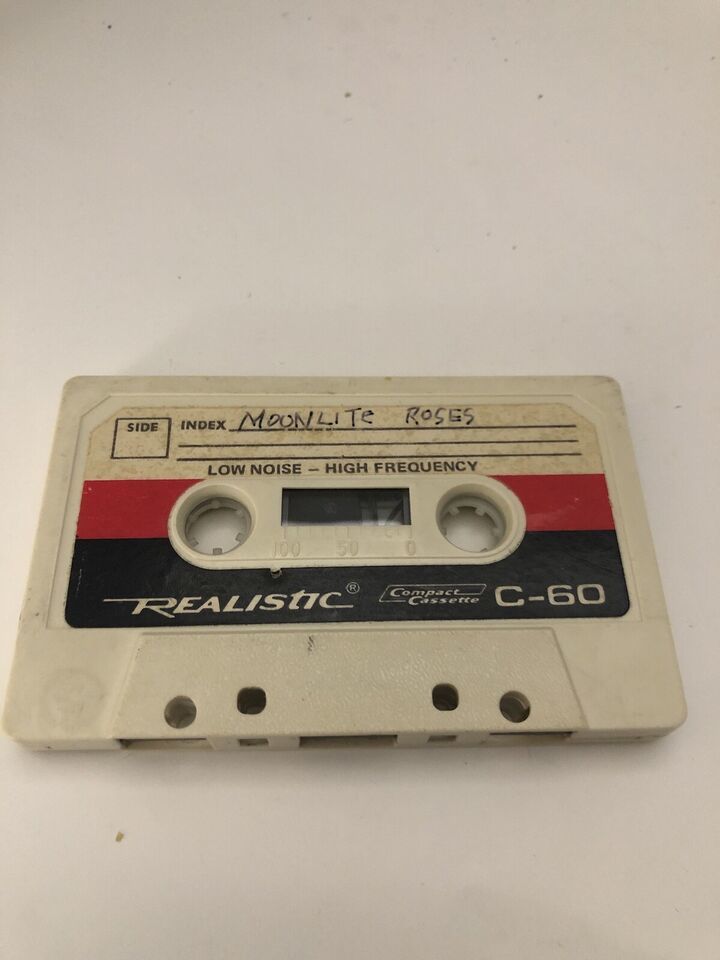 SIDE INDEX MOONLITE ROSES
LOW NOISE – HIGH FREQUENCY
100 50 0
REALISTIC® Compact Cassette C-60